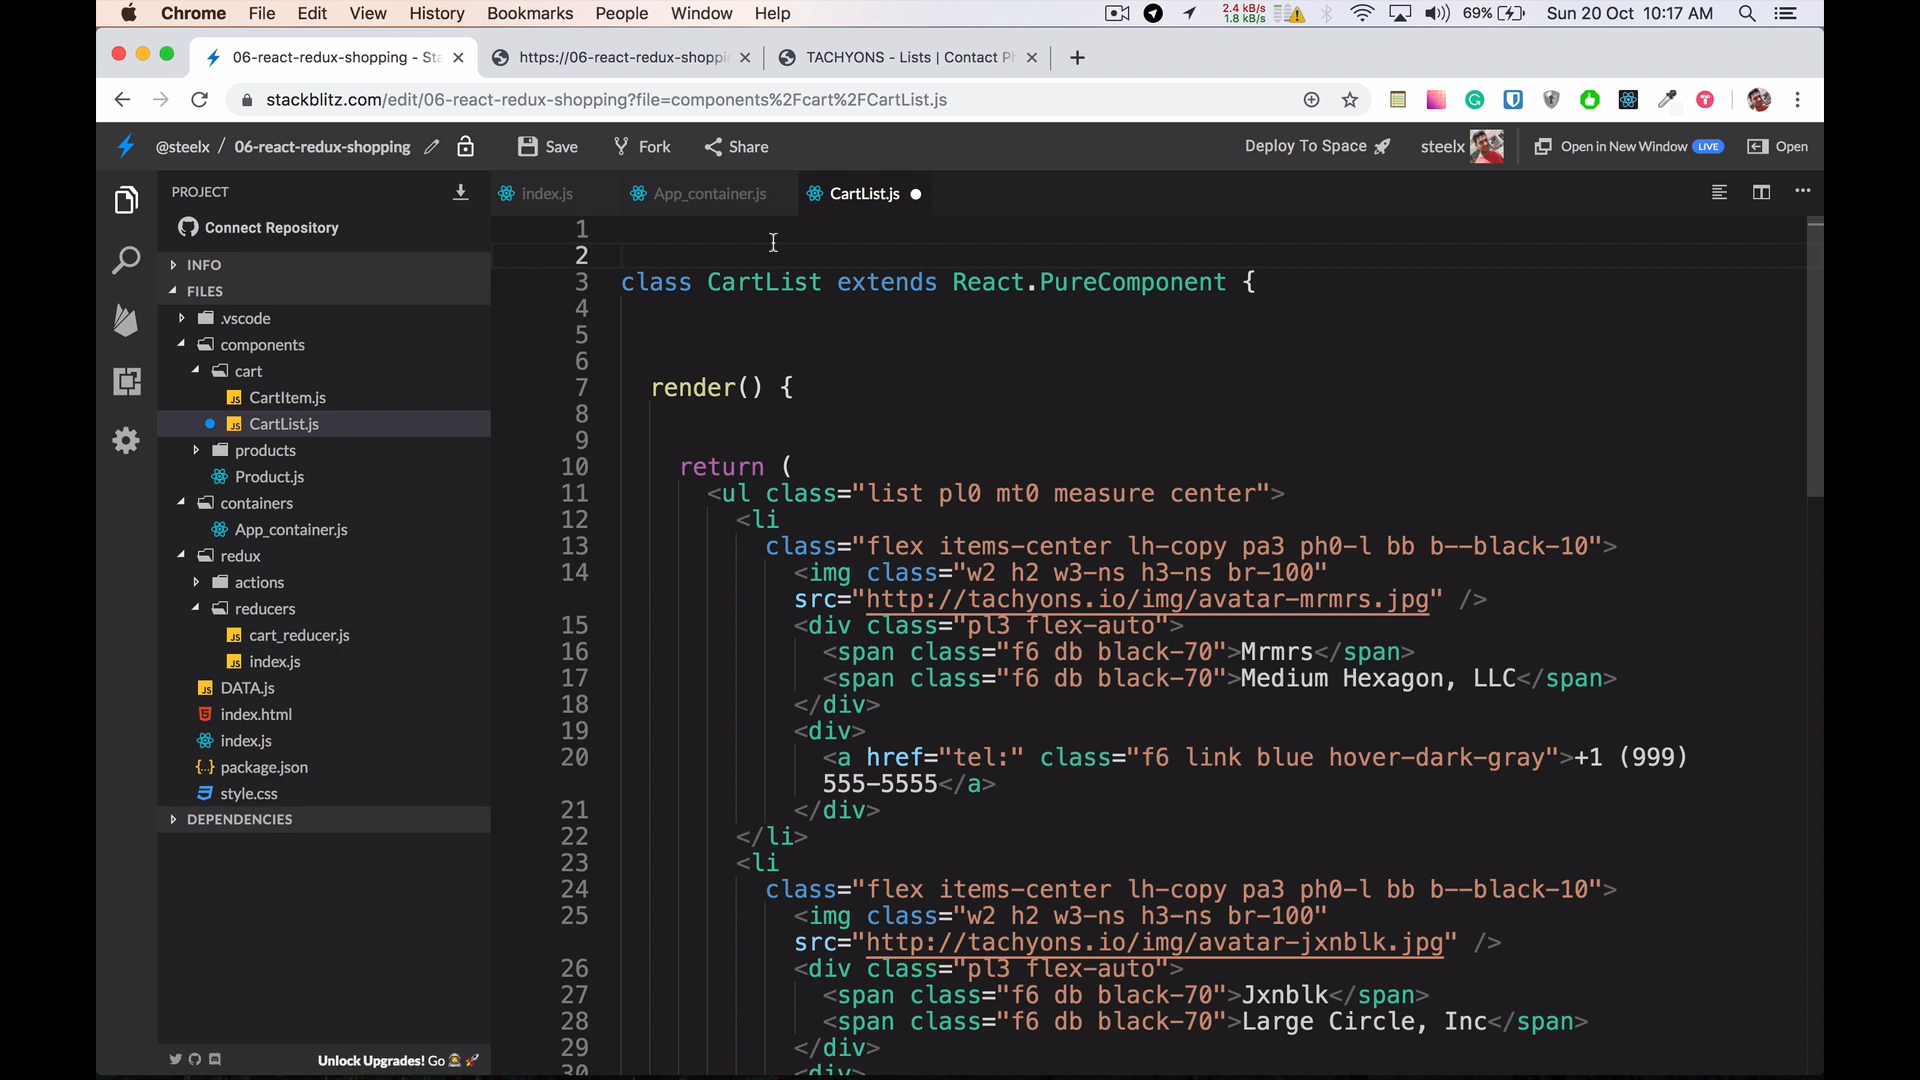 Chrome File Edit View History Bookmarks People Window Help 2.4 kB/s 1.8 kB/s 69% Sun 20 Oct 10:17 AM
06-react-redux-shopping - Sta https://06-react-redux-shoppi TACHYONS - Lists | Contact Ph
stackblitz.com/edit/06-react-redux-shopping?file=components%2Fcart%2FCartList.js
@steelx / 06-react-redux-shopping Save Fork Share Deploy To Space steelx Open in New Window LIVE Open
PROJECT
Connect Repository
INFO
FILES
.vscode
components
cart
CartItem.js
CartList.js
products
Product.js
containers
App_container.js
redux
actions
reducers
cart_reducer.js
index.js
DATA.js
index.html
index.js
package.json
style.css
DEPENDENCIES
Unlock Upgrades! Go
index.js App_container.js CartList.js
1
2
3 class CartList extends React.PureComponent {
4
5
6
7 render() {
8
9
10 return (
11 <ul class="list pl0 mt0 measure center">
12 <li
13 class="flex items-center lh-copy pa3 ph0-l bb b--black-10">
14 <img class="w2 h2 w3-ns h3-ns br-100"
src="http://tachyons.io/img/avatar-mrmrs.jpg" />
15 <div class="pl3 flex-auto">
16 <span class="f6 db black-70">Mrmrs</span>
17 <span class="f6 db black-70">Medium Hexagon, LLC</span>
18 </div>
19 <div>
20 <a href="tel:" class="f6 link blue hover-dark-gray">+1 (999)
555-5555</a>
21 </div>
22 </li>
23 <li
24 class="flex items-center lh-copy pa3 ph0-l bb b--black-10">
25 <img class="w2 h2 w3-ns h3-ns br-100"
src="http://tachyons.io/img/avatar-jxnblk.jpg" />
26 <div class="pl3 flex-auto">
27 <span class="f6 db black-70">Jxnblk</span>
28 <span class="f6 db black-70">Large Circle, Inc</span>
29 </div>
30 <div>